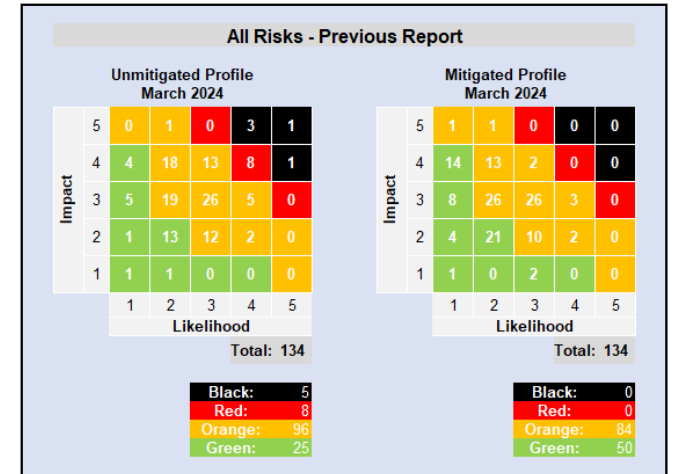 All Risks - Previous Report
Unmitigated Profile
March 2024
Impact
5 0 1 0 3 1
4 4 18 13 8 1
3 5 19 26 5 0
2 1 13 12 2 0
1 1 1 0 0 0
1 2 3 4 5
Likelihood
Total: 134
Black: 5
Red: 8
Orange: 96
Green: 25
Mitigated Profile
March 2024
Impact
5 1 1 0 0 0
4 14 13 2 0 0
3 8 26 26 3 0
2 4 21 10 2 0
1 1 0 2 0 0
1 2 3 4 5
Likelihood
Total: 134
Black: 0
Red: 0
Orange: 84
Green: 50